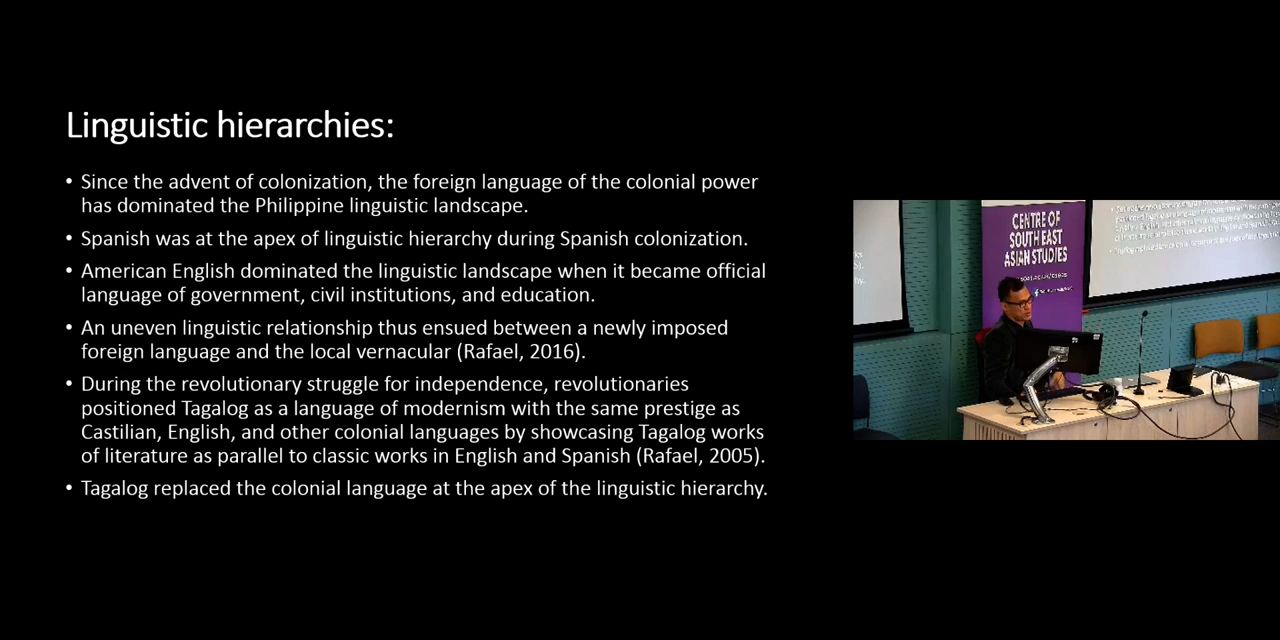 Linguistic hierarchies:
• Since the advent of colonization, the foreign language of the colonial power
has dominated the Philippine linguistic landscape.
• Spanish was at the apex of linguistic hierarchy during Spanish colonization.
• American English dominated the linguistic landscape when it became official
language of government, civil institutions, and education.
• An uneven linguistic relationship thus ensued between a newly imposed
foreign language and the local vernacular (Rafael, 2016).
• During the revolutionary struggle for independence, revolutionaries
positioned Tagalog as a language of modernism with the same prestige as
Castilian, English, and other colonial languages by showcasing Tagalog works
of literature as parallel to classic works in English and Spanish (Rafael, 2005).
• Tagalog replaced the colonial language at the apex of the linguistic hierarchy.
CENTRE OF
SOUTH EAST
ASIAN STUDIES